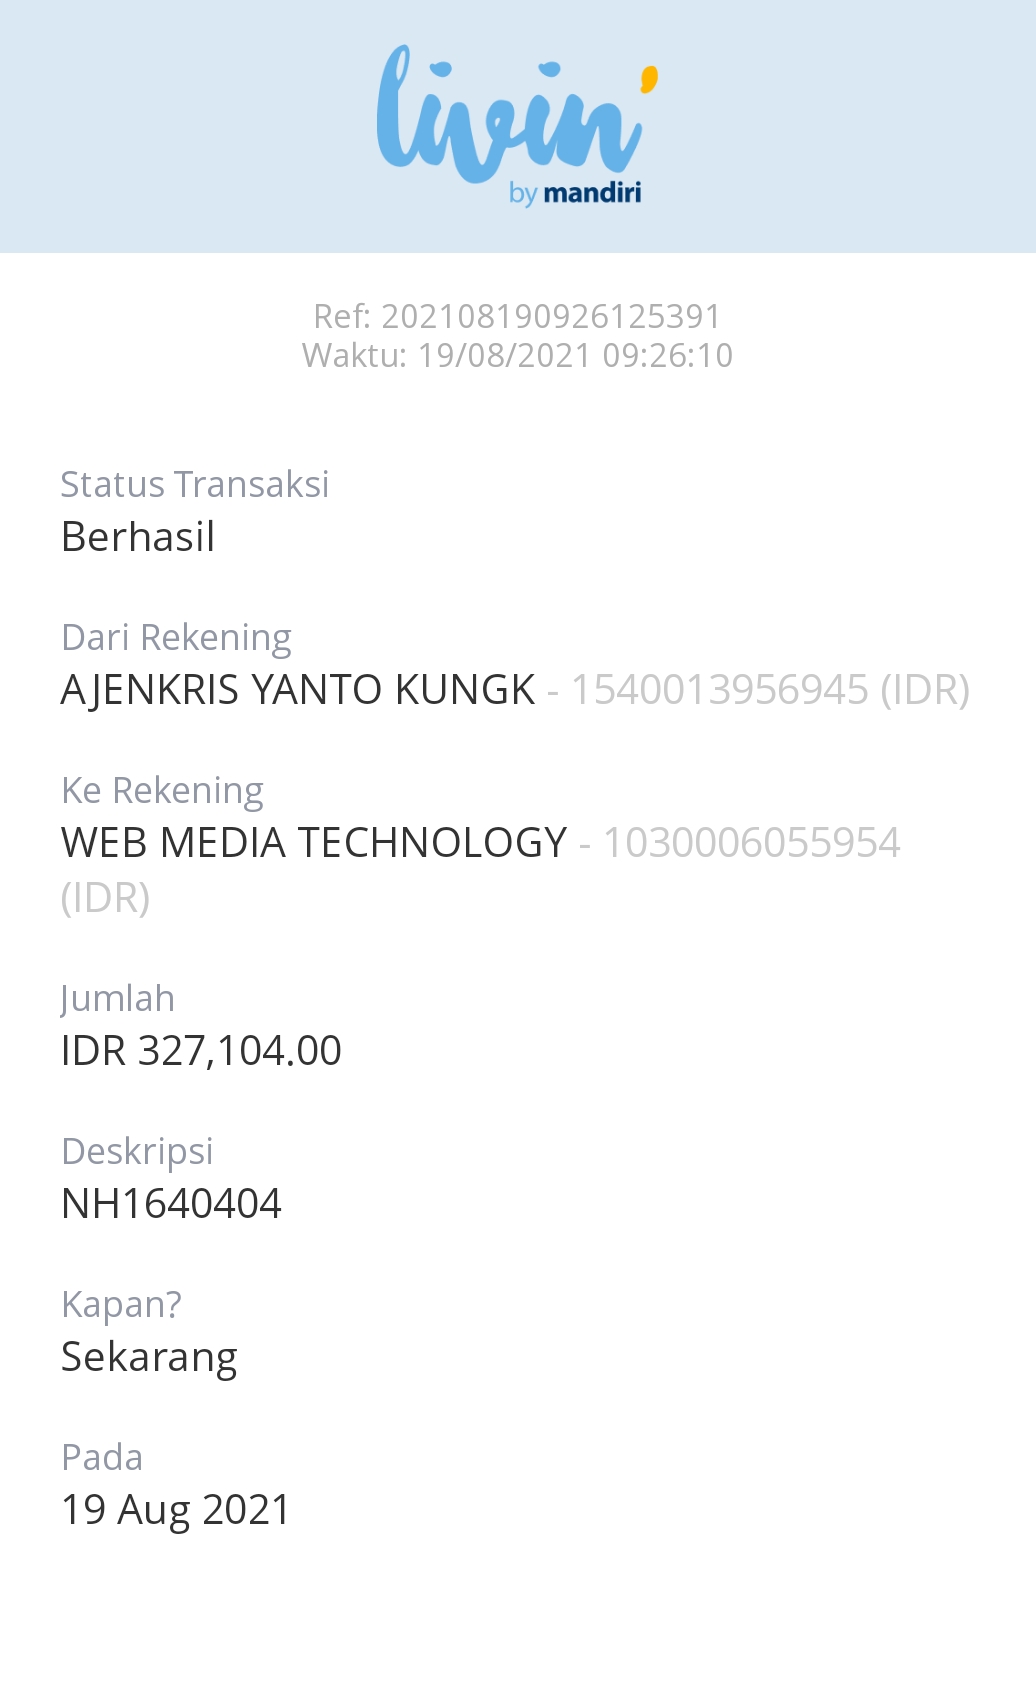 livin'
by mandiri
Ref: 202108190926125391
Waktu: 19/08/2021 09:26:10
Status Transaksi
Berhasil
Dari Rekening
AJENKRIS YANTO KUNGK - 1540013956945 (IDR)
Ke Rekening
WEB MEDIA TECHNOLOGY - 1030006055954
(IDR)
Jumlah
IDR 327,104.00
Deskripsi
NH1640404
Kapan?
Sekarang
Pada
19 Aug 2021